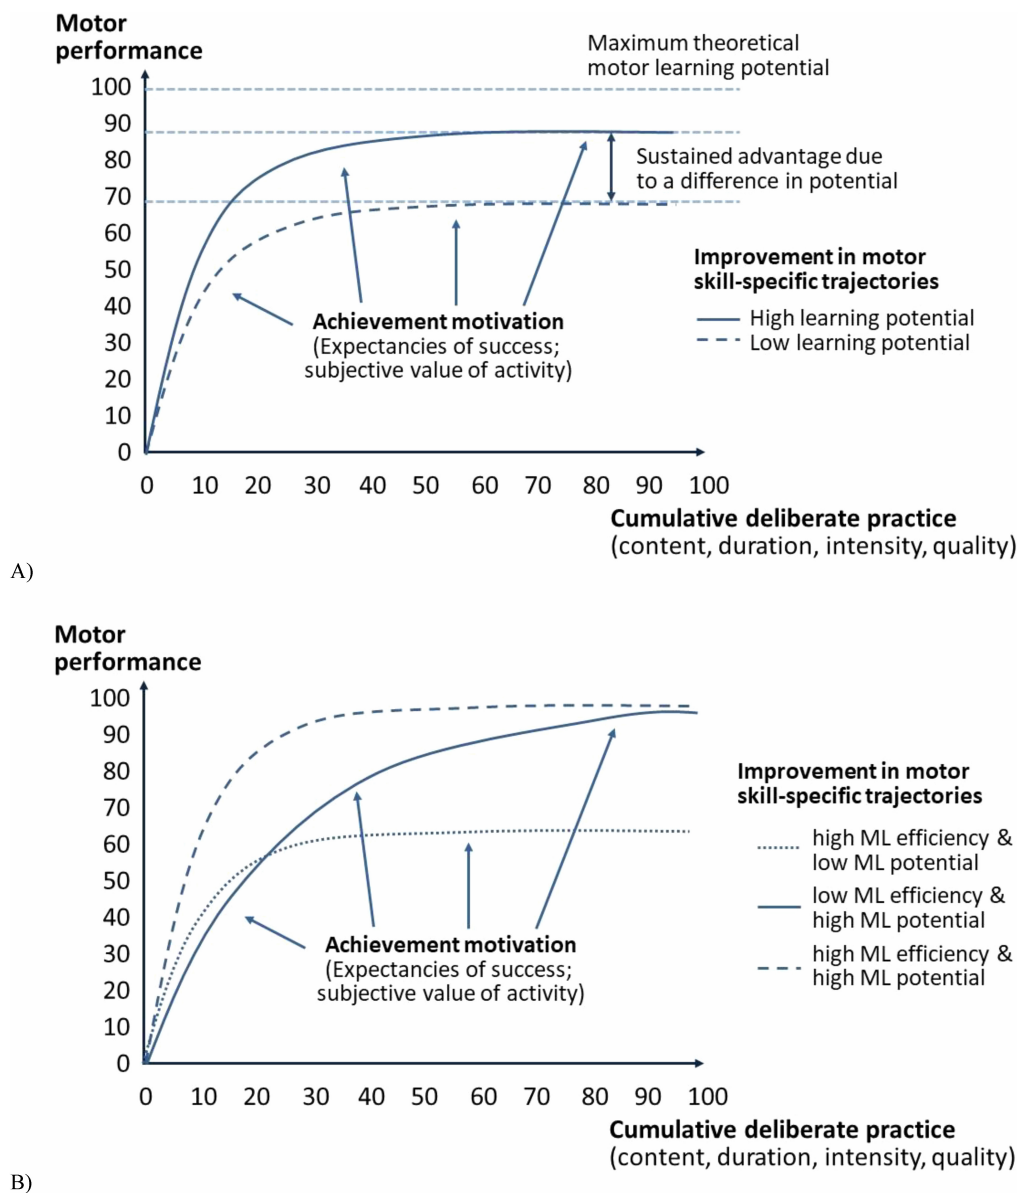 Motor
performance
Maximum theoretical
motor learning potential
100
90
80
Sustained advantage due
to a difference in potential
70
60
Improvement in motor
skill-specific trajectories
50
40
High learning potential
Low learning potential
Achievement motivation
(Expectancies of success;
subjective value of activity)
30
20
10
0
0 10 20 30 40 50 60 70 80 90 100
Cumulative deliberate practice
(content, duration, intensity, quality)
A)
Motor
performance
100
90
80
Improvement in motor
skill-specific trajectories
70
60
high ML efficiency &
low ML potential
50
low ML efficiency &
high ML potential
40
Achievement motivation
(Expectancies of success;
subjective value of activity)
high ML efficiency &
high ML potential
30
20
10
0
0 10 20 30 40 50 60 70 80 90 100
Cumulative deliberate practice
(content, duration, intensity, quality)
B)